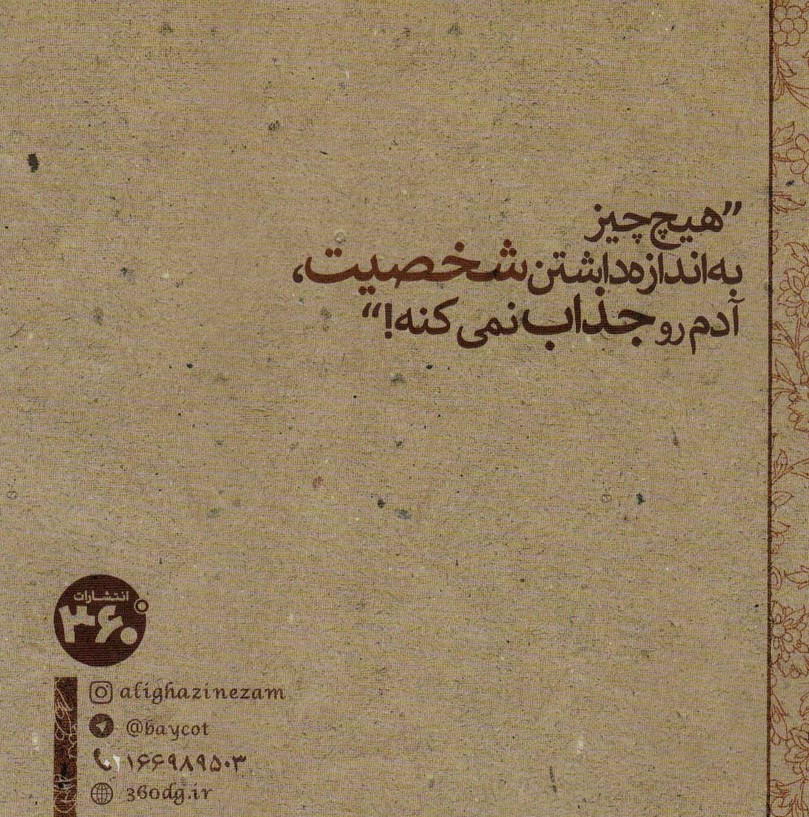 ”هیچ‌چیز
به‌اندازه‌داشتن شخصیت،
آدم رو جذاب نمی‌کنه!“
انتشارات
۳۶۰
alighazinezam
@baycot
۰۲۱۶۶۹۸۹۵۰۳
360dg.ir